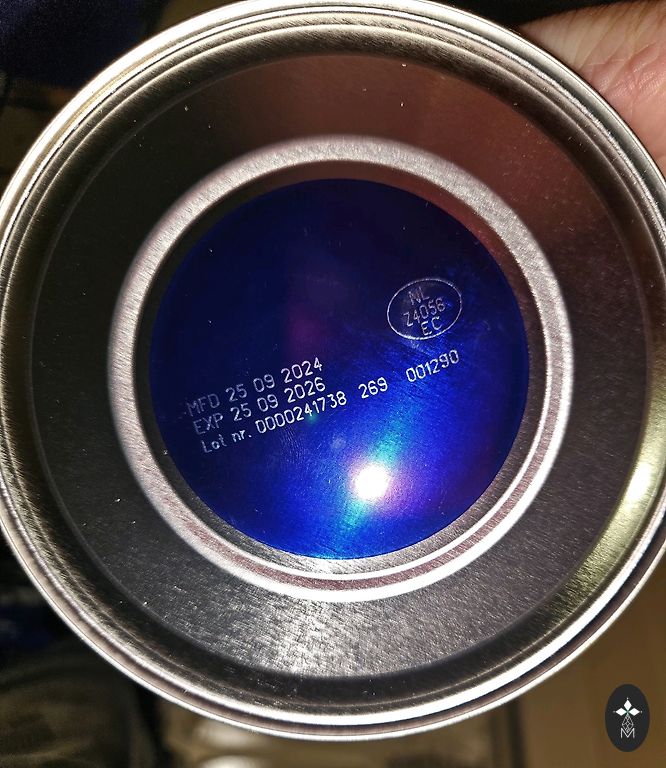 NL
Z4056
EC
MFD 25 09 2024
EXP 25 09 2026
Lot nr. 0000241738 269 001290
M